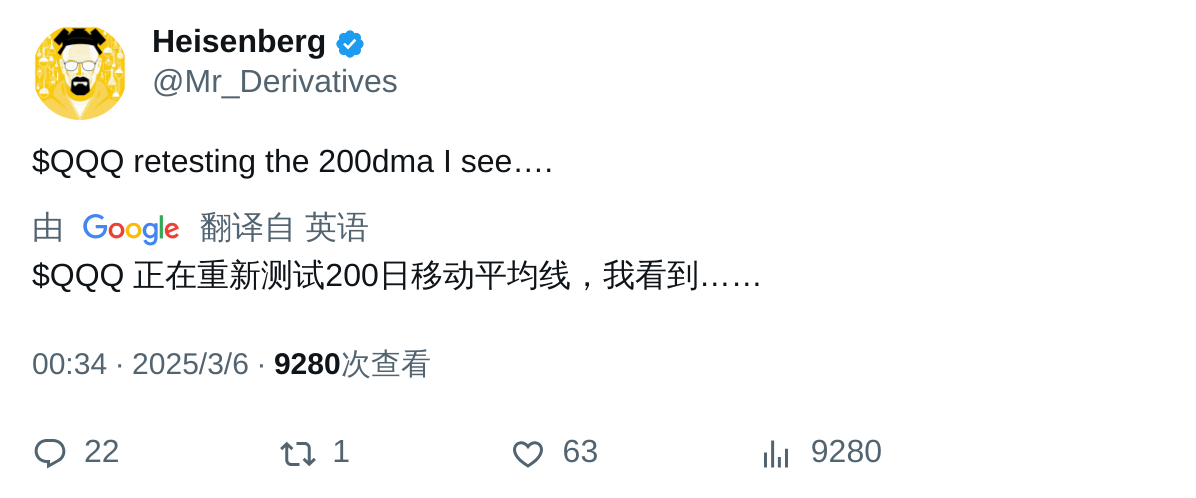 Heisenberg
@Mr_Derivatives
$QQQ retesting the 200dma I see….
由 Google 翻译自 英语
$QQQ 正在重新测试200日移动平均线，我看到……
00:34 · 2025/3/6 · 9280次查看
22 1 63 9280